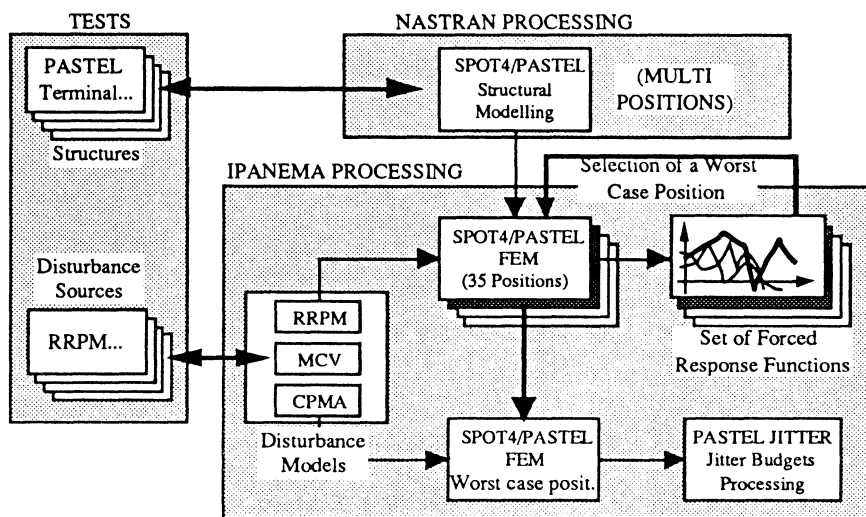 TESTS
NASTRAN PROCESSING
PASTEL
Terminal...
Structures
SPOT4/PASTEL
Structural
Modelling
(MULTI
POSITIONS)
IPANEMA PROCESSING
Selection of a Worst
Case Position
SPOT4/PASTEL
FEM
(35 Positions)
Set of Forced
Response Functions
Disturbance
Sources
RRPM...
RRPM
MCV
CPMA
Disturbance
Models
SPOT4/PASTEL
FEM
Worst case posit.
PASTEL JITTER
Jitter Budgets
Processing